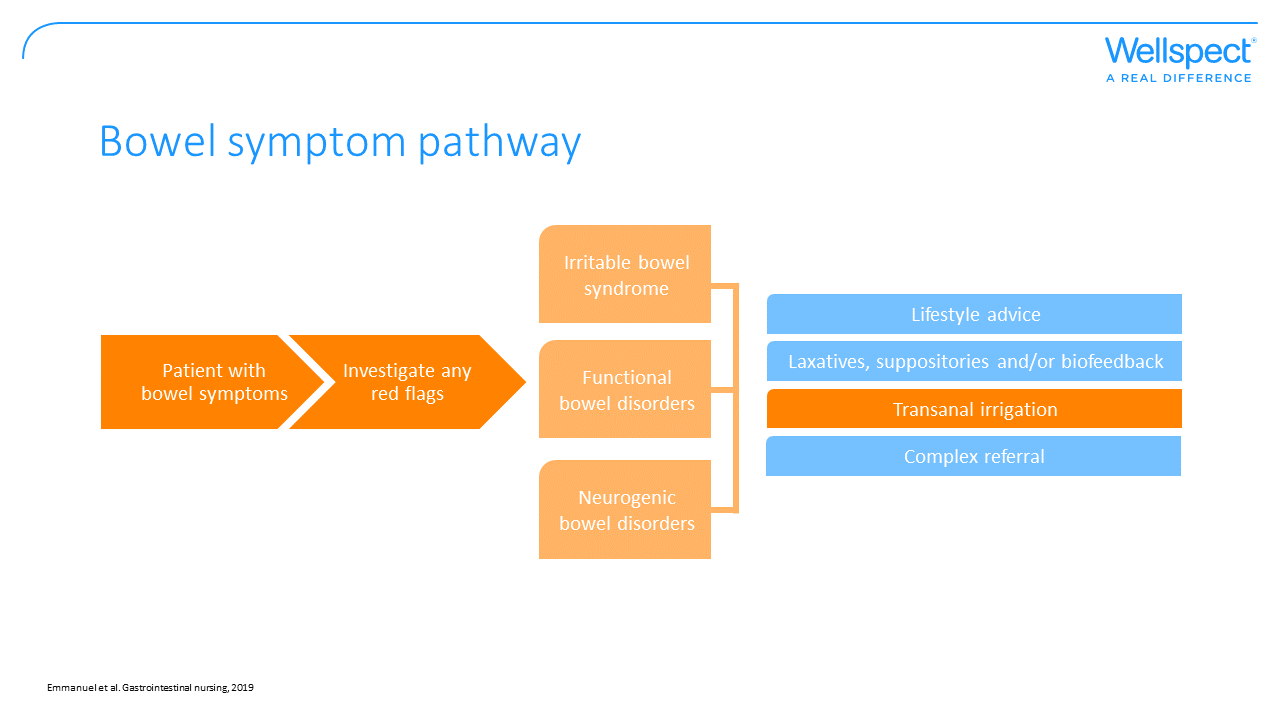 Wellspect®
A REAL DIFFERENCE
Bowel symptom pathway
Patient with
bowel symptoms
Investigate any
red flags
Irritable bowel
syndrome
Functional
bowel disorders
Neurogenic
bowel disorders
Lifestyle advice
Laxatives, suppositories and/or biofeedback
Transanal irrigation
Complex referral
Emmanuel et al. Gastrointestinal nursing, 2019